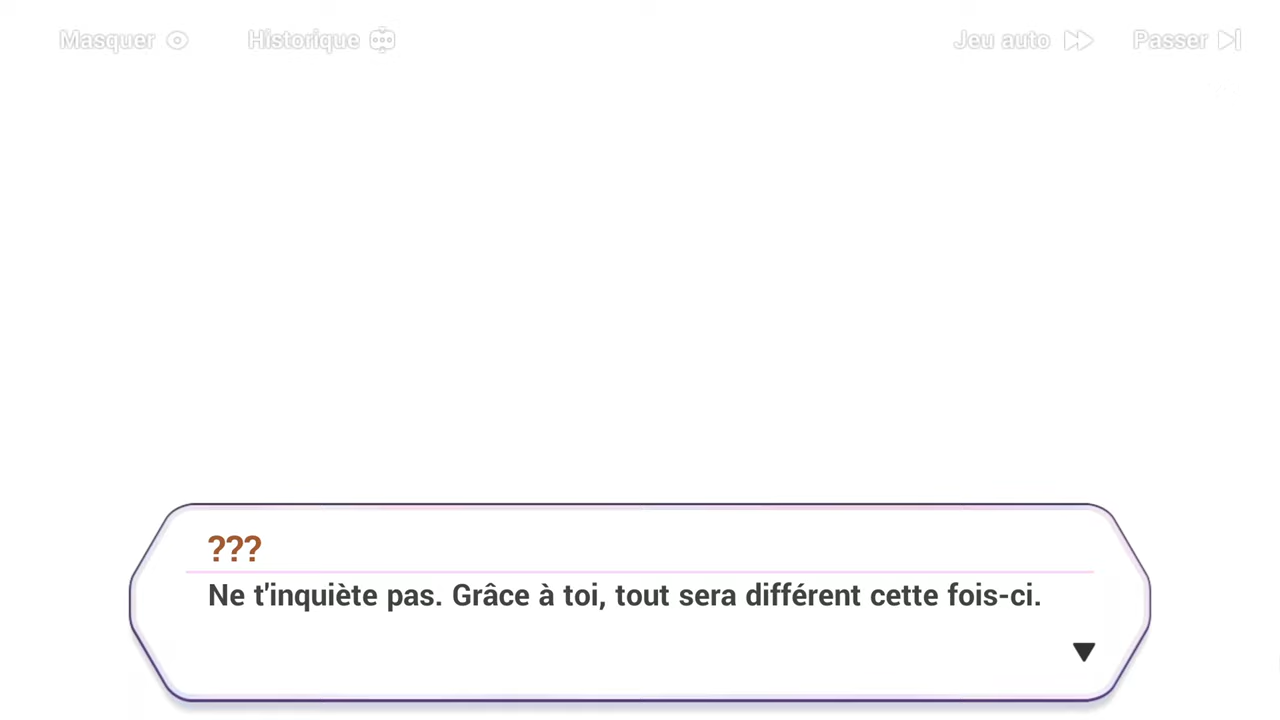 Masquer Historique Jeu auto Passer
???
Ne t'inquiète pas. Grâce à toi, tout sera différent cette fois-ci.